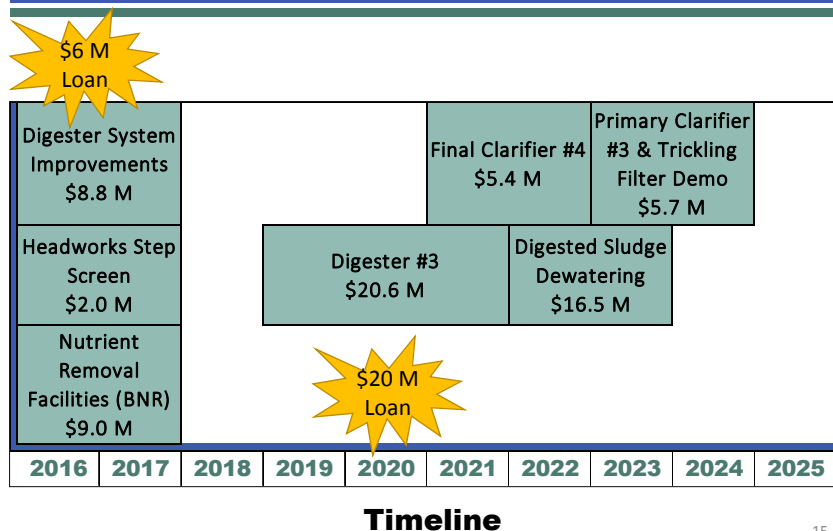 $6 M
Loan
Digester System
Improvements
$8.8 M
Final Clarifier #4
$5.4 M
Primary Clarifier
#3 & Trickling
Filter Demo
$5.7 M
Headworks Step
Screen
$2.0 M
Digester #3
$20.6 M
Digested Sludge
Dewatering
$16.5 M
Nutrient
Removal
Facilities (BNR)
$9.0 M
$20 M
Loan
2016 2017 2018 2019 2020 2021 2022 2023 2024 2025
Timeline
15